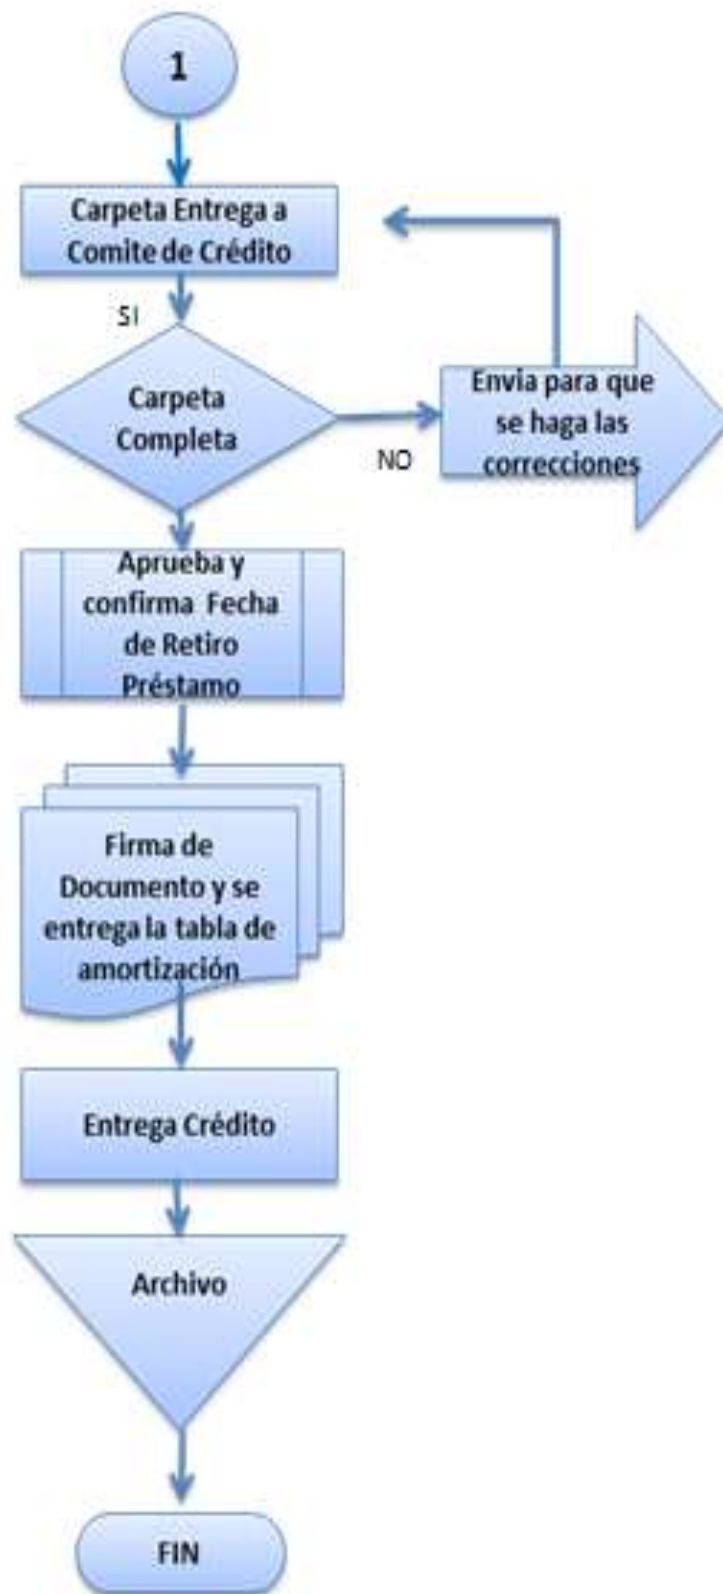 1
Carpeta Entrega a
Comite de Crédito
SI
Carpeta
Completa
NO
Envia para que
se haga las
correcciones
Aprueba y
confirma Fecha
de Retiro
Préstamo
Firma de
Documento y se
entrega la tabla de
amortización
Entrega Crédito
Archivo
FIN